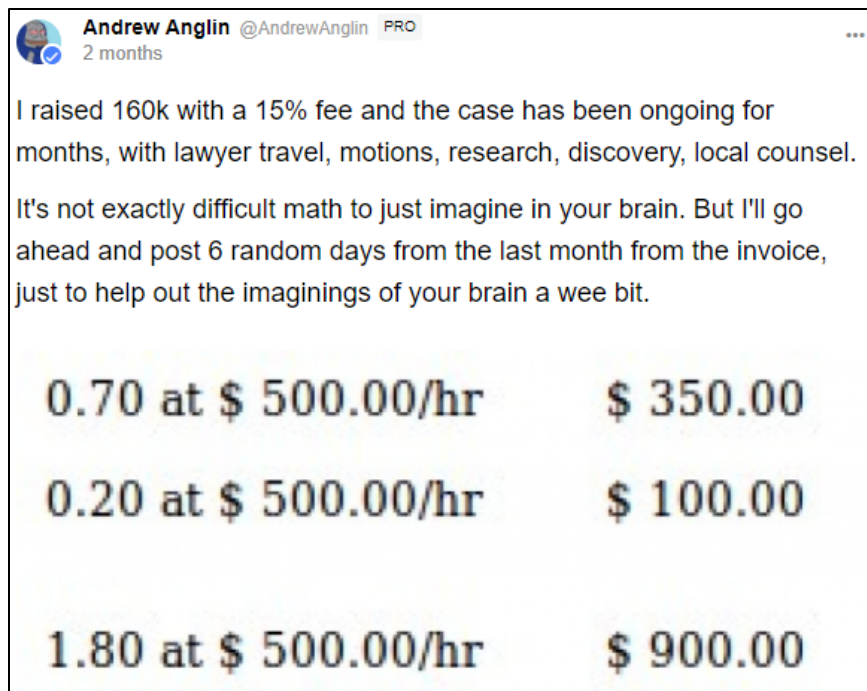 Andrew Anglin @AndrewAnglin PRO
2 months
I raised 160k with a 15% fee and the case has been ongoing for
months, with lawyer travel, motions, research, discovery, local counsel.
It's not exactly difficult math to just imagine in your brain. But I'll go
ahead and post 6 random days from the last month from the invoice,
just to help out the imaginings of your brain a wee bit.
0.70 at $ 500.00/hr $ 350.00
0.20 at $ 500.00/hr $ 100.00
1.80 at $ 500.00/hr $ 900.00